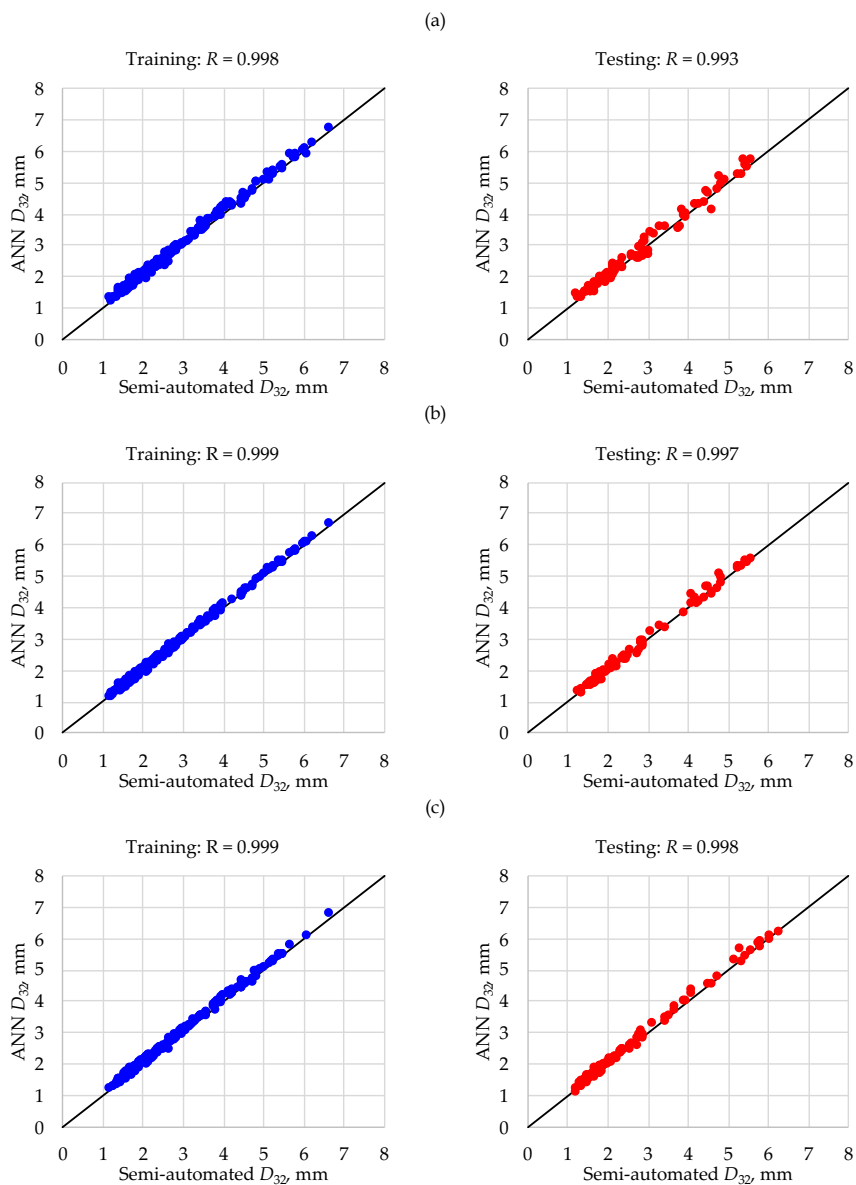 (a)
Training: R = 0.998
8
7
6
5
4
3
2
1
0
ANN D32, mm
0 1 2 3 4 5 6 7 8
Semi-automated D32, mm
Testing: R = 0.993
8
7
6
5
4
3
2
1
0
ANN D32, mm
0 1 2 3 4 5 6 7 8
Semi-automated D32, mm
(b)
Training: R = 0.999
8
7
6
5
4
3
2
1
0
ANN D32, mm
0 1 2 3 4 5 6 7 8
Semi-automated D32, mm
Testing: R = 0.997
8
7
6
5
4
3
2
1
0
ANN D32, mm
0 1 2 3 4 5 6 7 8
Semi-automated D32, mm
(c)
Training: R = 0.999
8
7
6
5
4
3
2
1
0
ANN D32, mm
0 1 2 3 4 5 6 7 8
Semi-automated D32, mm
Testing: R = 0.998
8
7
6
5
4
3
2
1
0
ANN D32, mm
0 1 2 3 4 5 6 7 8
Semi-automated D32, mm